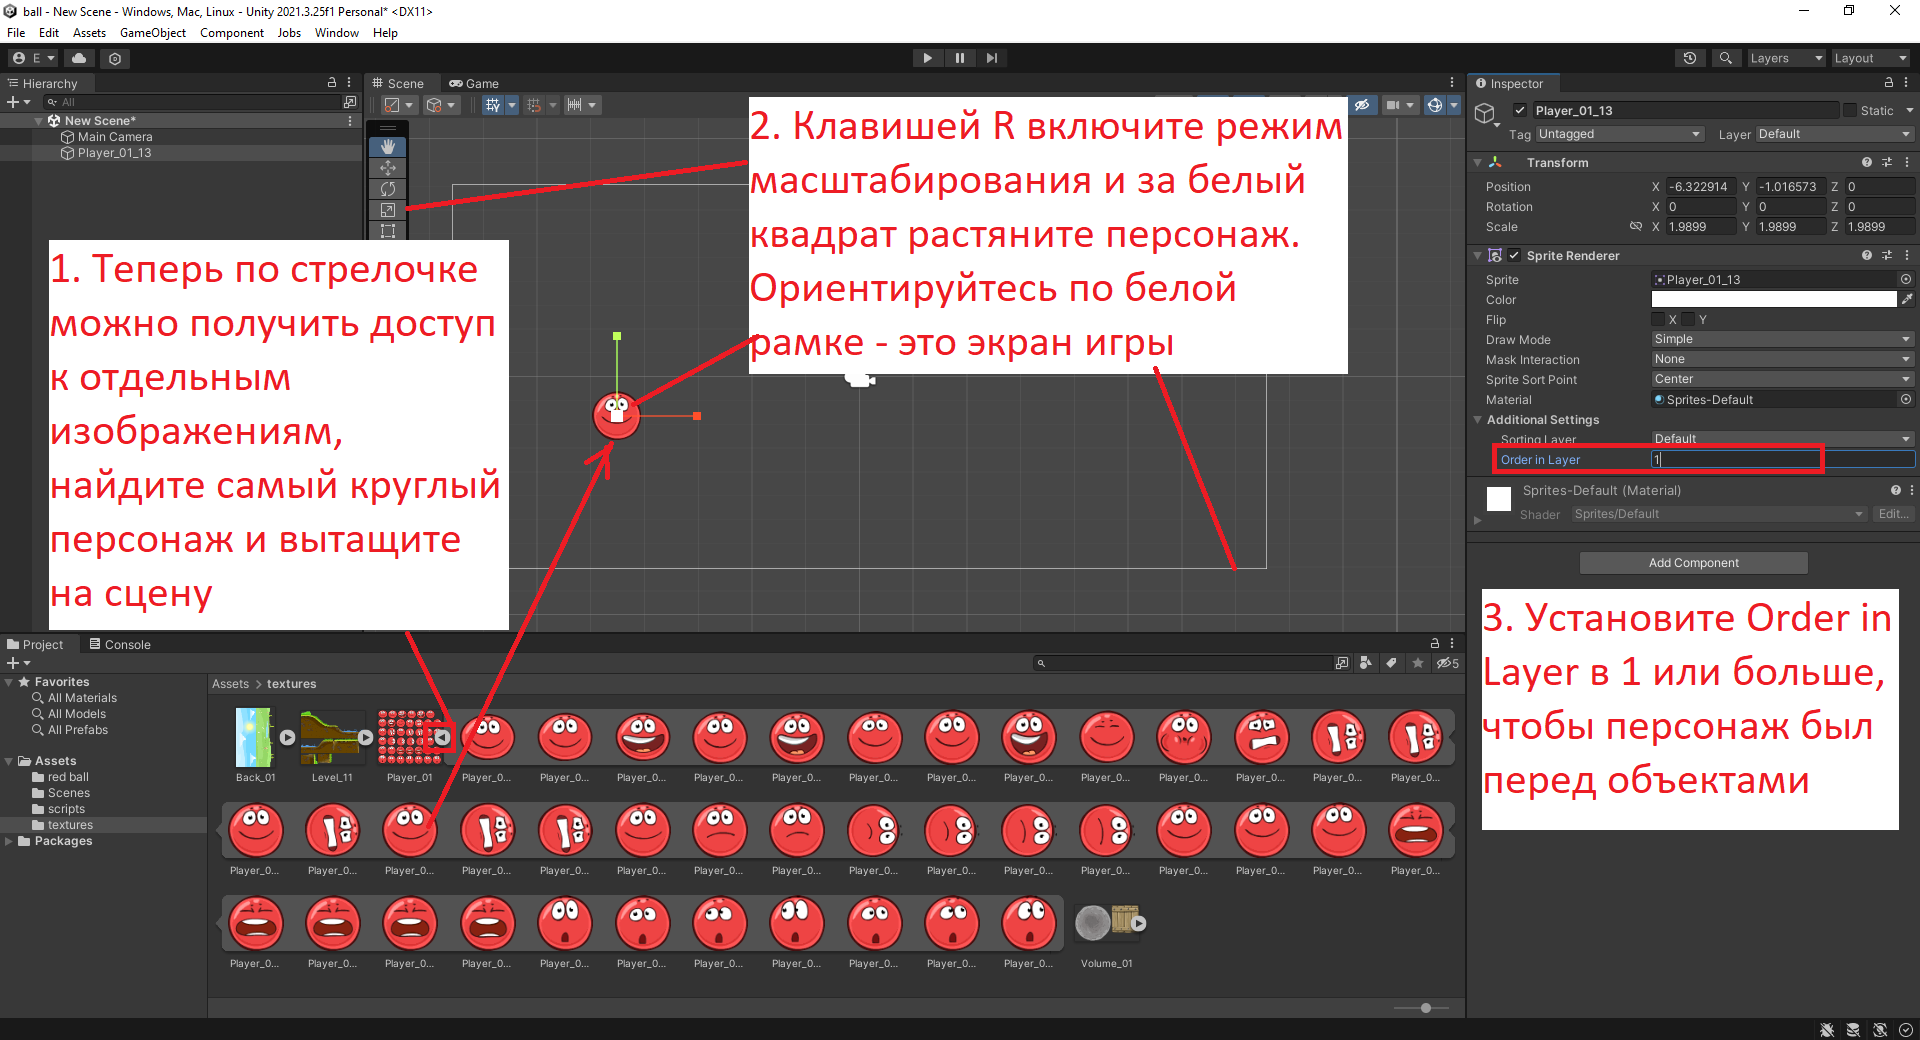 ball - New Scene - Windows, Mac, Linux - Unity 2021.3.25f1 Personal* <DX11>
File Edit Assets GameObject Component Jobs Window Help
E
Layers Layout
Hierarchy
All
New Scene*
Main Camera
Player_01_13
Scene Game
1. Теперь по стрелочке
можно получить доступ
к отдельным
изображениям,
найдите самый круглый
персонаж и вытащите
на сцену
2. Клавишей R включите режим
масштабирования и за белый
квадрат растяните персонаж.
Ориентируйтесь по белой
рамке - это экран игры
Inspector
Player_01_13 Static
Tag Untagged Layer Default
Transform
Position X -6.322914 Y -1.016573 Z 0
Rotation X 0 Y 0 Z 0
Scale X 1.9899 Y 1.9899 Z 1.9899
Sprite Renderer
Sprite Player_01_13
Color
Flip X Y
Draw Mode Simple
Mask Interaction None
Sprite Sort Point Center
Material Sprites-Default
Additional Settings
Sorting Layer Default
Order in Layer 1
Sprites-Default (Material)
Shader Sprites/Default Edit...
Add Component
3. Установите Order in
Layer в 1 или больше,
чтобы персонаж был
перед объектами
Project Console
5
Favorites
All Materials
All Models
All Prefabs
Assets
red ball
Scenes
scripts
textures
Packages
Assets > textures
Back_01 Level_11 Player_01 Player_0... Player_0... Player_0... Player_0... Player_0... Player_0... Player_0... Player_0... Player_0... Player_0... Player_0... Player_0... Player_0...
Player_0... Player_0... Player_0... Player_0... Player_0... Player_0... Player_0... Player_0... Player_0... Player_0... Player_0... Player_0... Player_0... Player_0... Player_0... Player_0...
Player_0... Player_0... Player_0... Player_0... Player_0... Player_0... Player_0... Player_0... Player_0... Player_0... Player_0... Volume_01